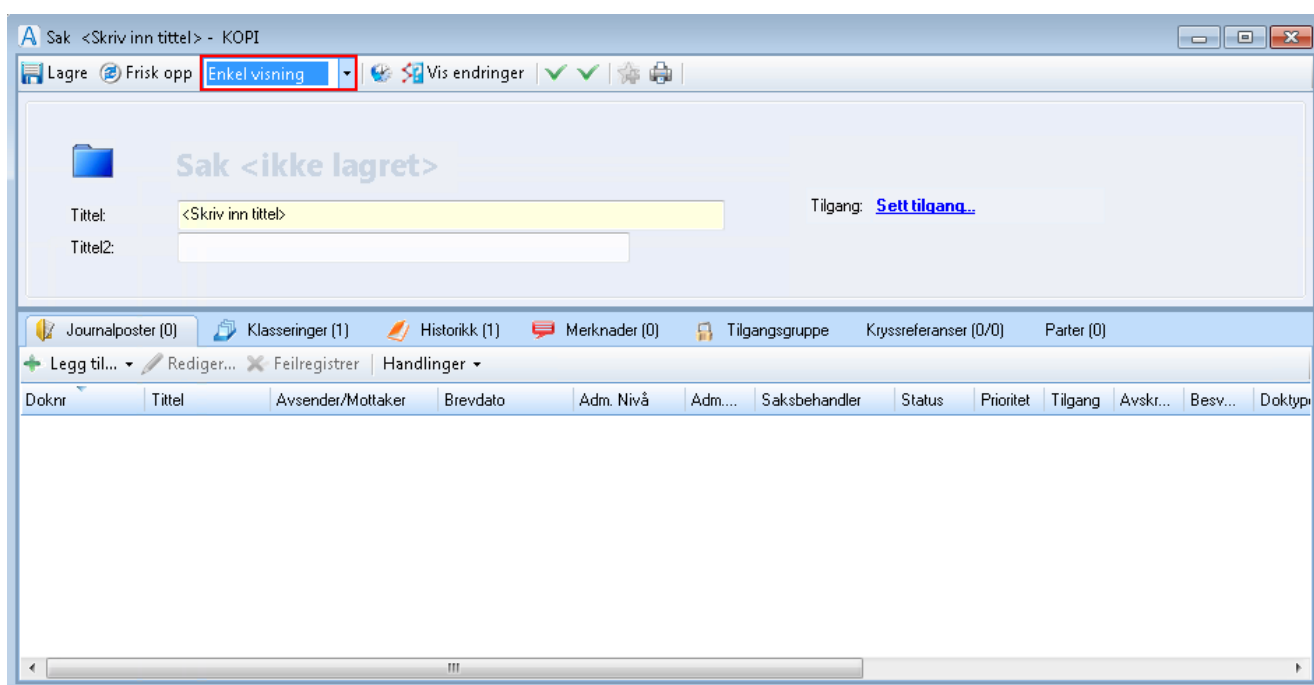 Sak <Skriv inn tittel> - KOPI
Lagre Frisk opp Enkel visning Vis endringer
Sak <ikke lagret>
Tittel: <Skriv inn tittel> Tilgang: Sett tilgang...
Tittel2:
Journalposter (0) Klasseringer (1) Historikk (1) Merknader (0) Tilgangsgruppe Kryssreferanser (0/0) Parter (0)
Legg til... Rediger... Feilregistrer Handlinger
Doknr Tittel Avsender/Mottaker Brevdato Adm. Nivå Adm.... Saksbehandler Status Prioritet Tilgang Avskr... Besv... Doktyp